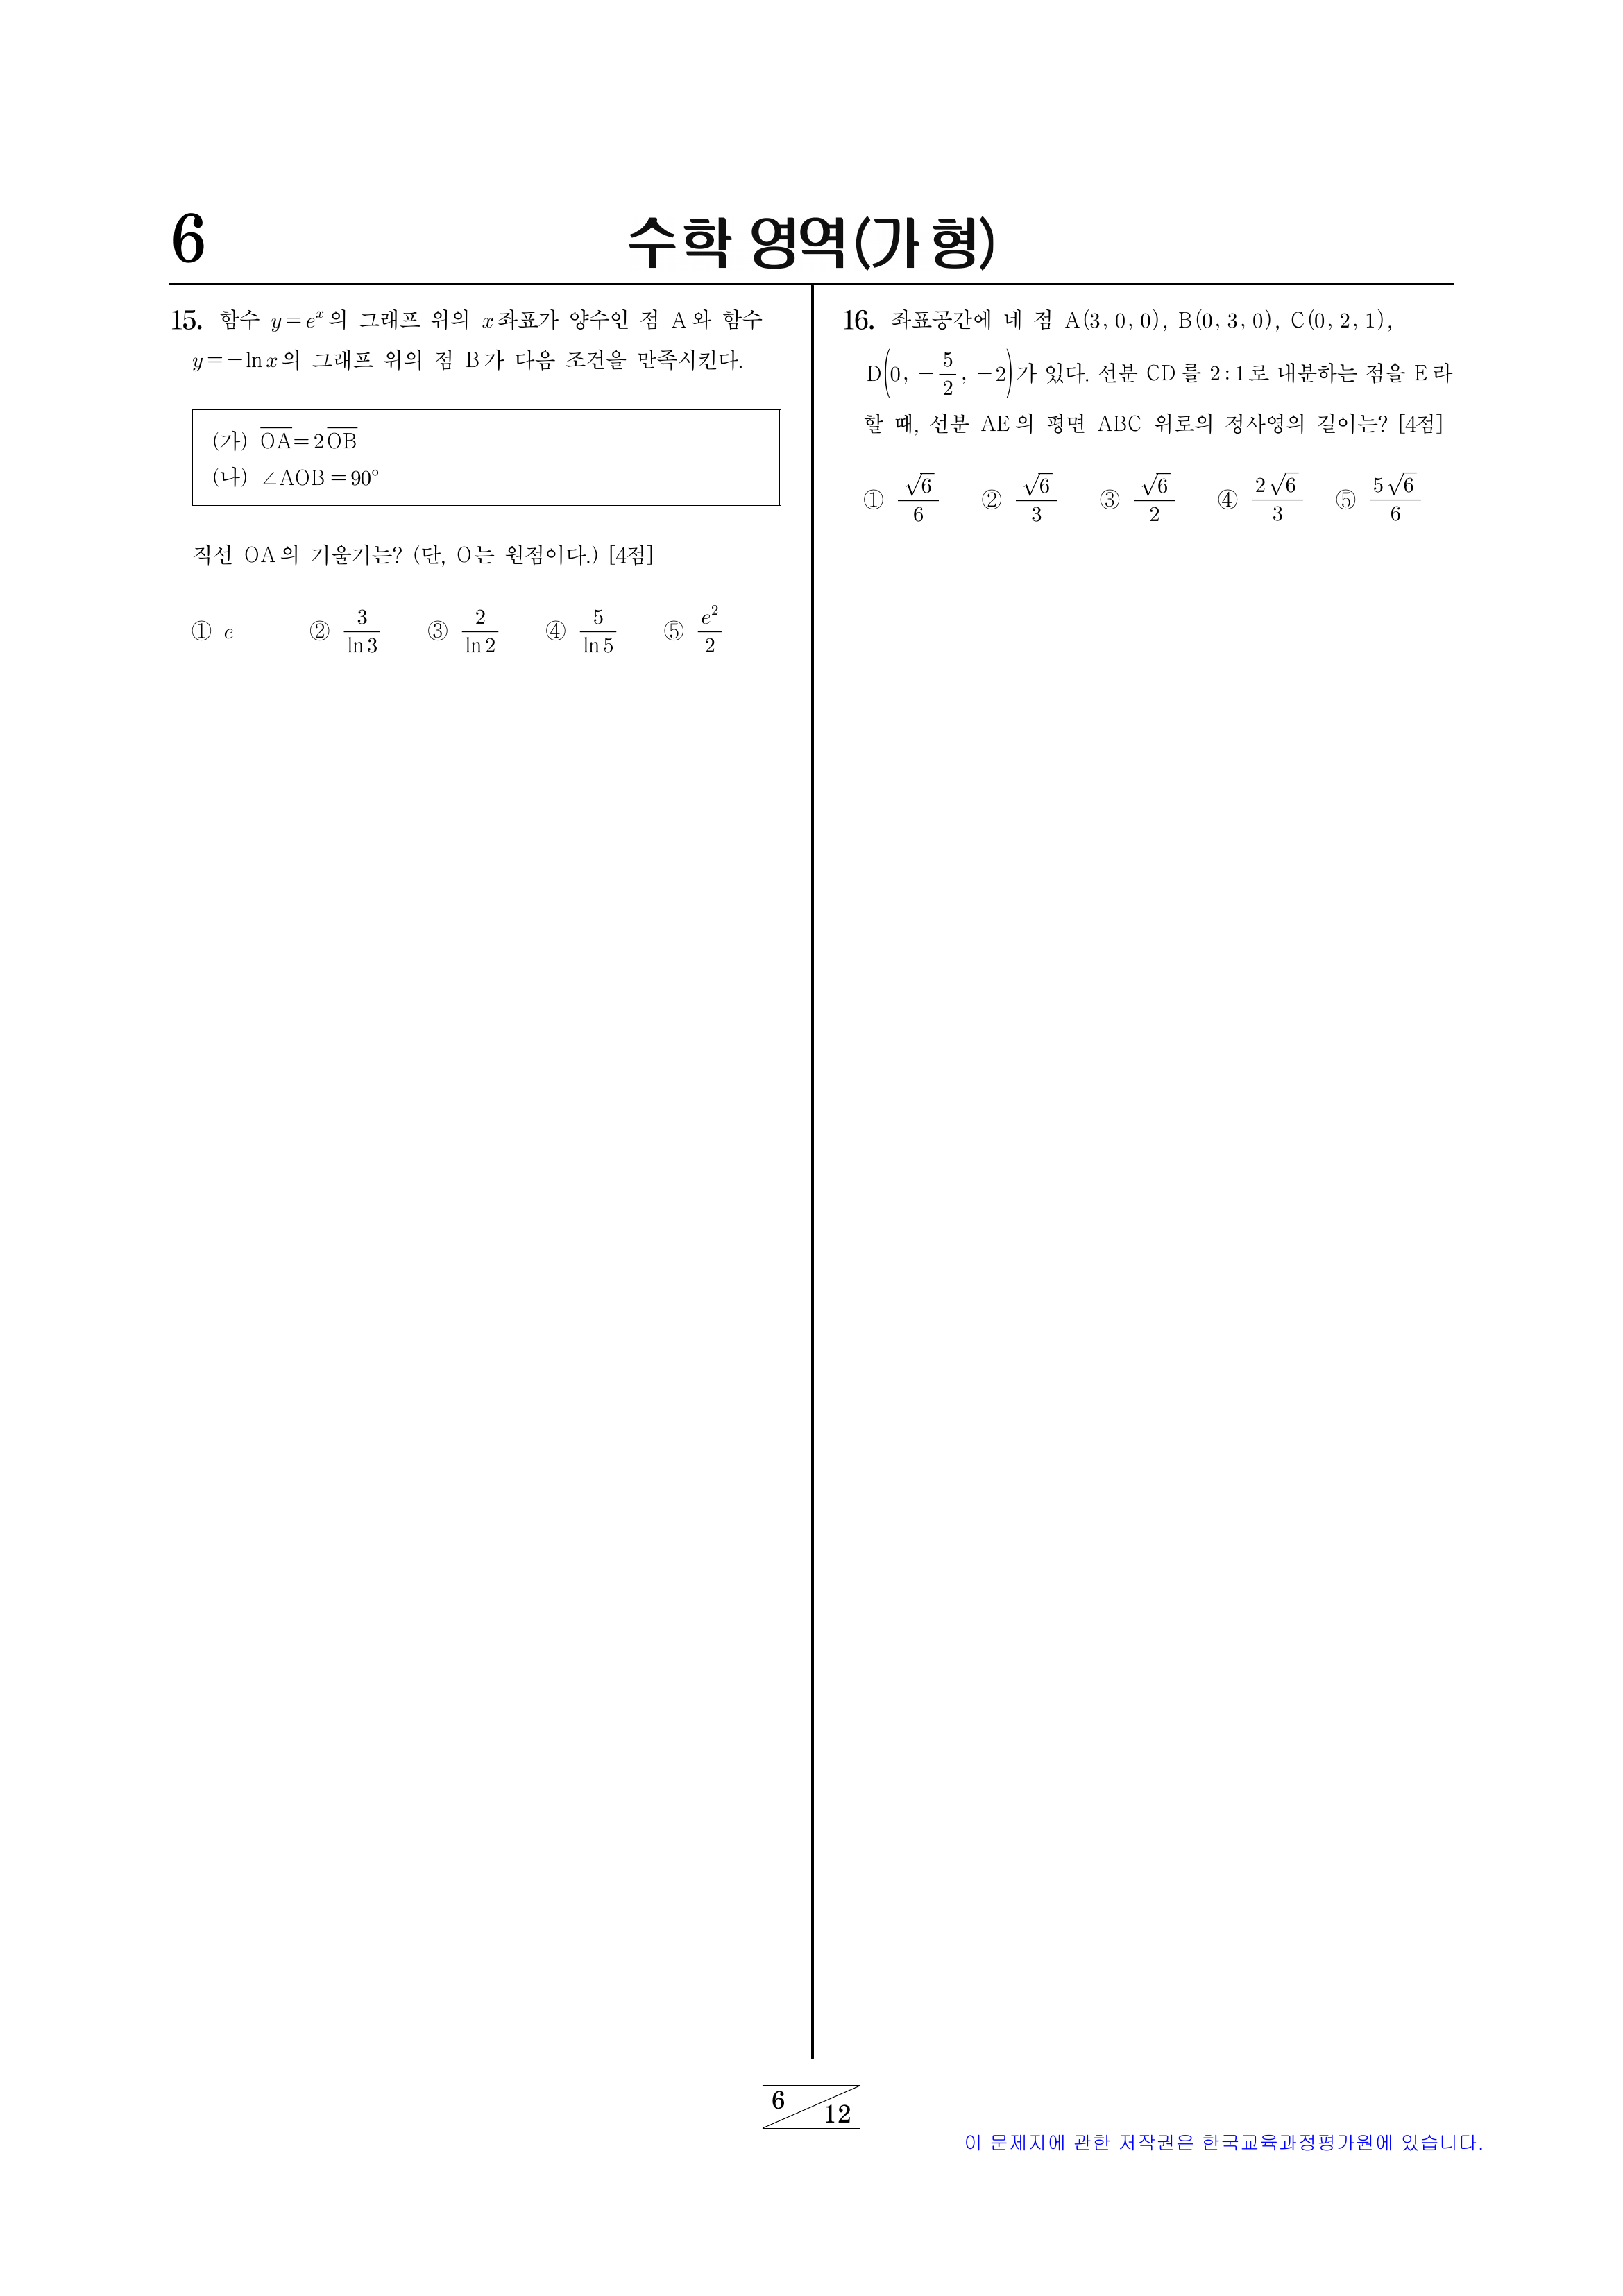 6
수학 영역(가 형)
15. 함수 y=e^x의 그래프 위의 x좌표가 양수인 점 A와 함수
y=-ln x의 그래프 위의 점 B가 다음 조건을 만족시킨다.
(가) \overline{OA}=2\overline{OB}
(나) ∠AOB=90°
직선 OA의 기울기는? (단, O는 원점이다.) [4점]
① e ② \frac{3}{\ln 3} ③ \frac{2}{\ln 2} ④ \frac{5}{\ln 5} ⑤ \frac{e^2}{2}
16. 좌표공간에 네 점 A(3, 0, 0), B(0, 3, 0), C(0, 2, 1),
D(0, -\frac{5}{2}, -2)가 있다. 선분 CD를 2:1로 내분하는 점을 E라
할 때, 선분 AE의 평면 ABC 위로의 정사영의 길이는? [4점]
① \frac{\sqrt{6}}{6} ② \frac{\sqrt{6}}{3} ③ \frac{\sqrt{6}}{2} ④ \frac{2\sqrt{6}}{3} ⑤ \frac{5\sqrt{6}}{6}
6
12
이 문제지에 관한 저작권은 한국교육과정평가원에 있습니다.